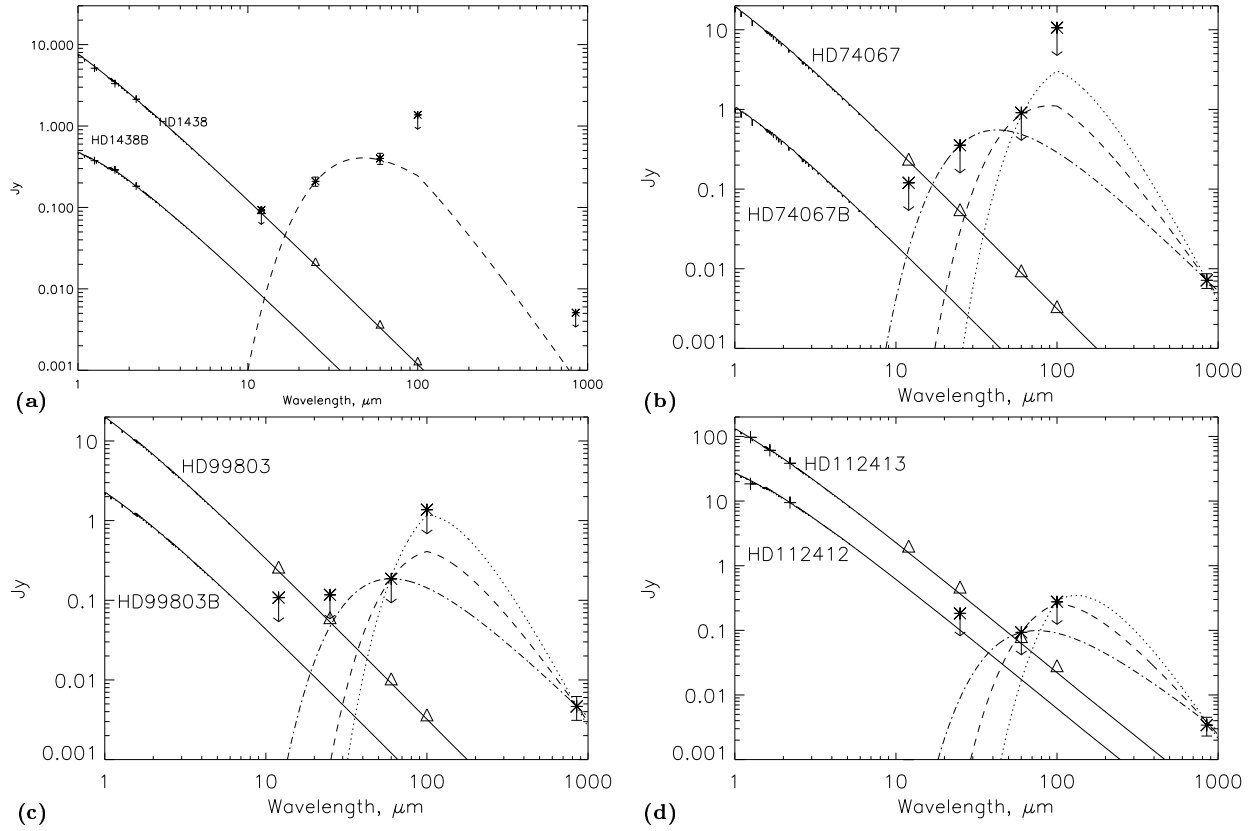 10.000
1.000
0.100
0.010
0.001
Jy
HD1438
HD1438B
1
10
100
1000
Wavelength, μm
(a)
10
1
0.1
0.01
0.001
Jy
HD74067
HD74067B
1
10
100
1000
Wavelength, μm
(b)
10
1
0.1
0.01
0.001
Jy
HD99803
HD99803B
1
10
100
1000
Wavelength, μm
(c)
100
10
1
0.1
0.01
0.001
Jy
HD112413
HD112412
1
10
100
1000
Wavelength, μm
(d)